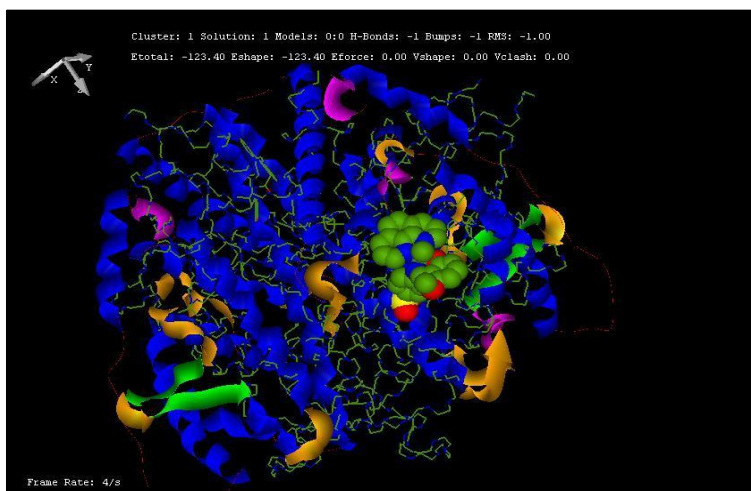 Cluster: 1 Solution: 1 Models: 0:0 H-Bonds: -1 Bumps: -1 RMS: -1.00
Etotal: -123.40 Eshape: -123.40 Eforce: 0.00 Vshape: 0.00 Vclash: 0.00
Y
X
Frame Rate: 4/s